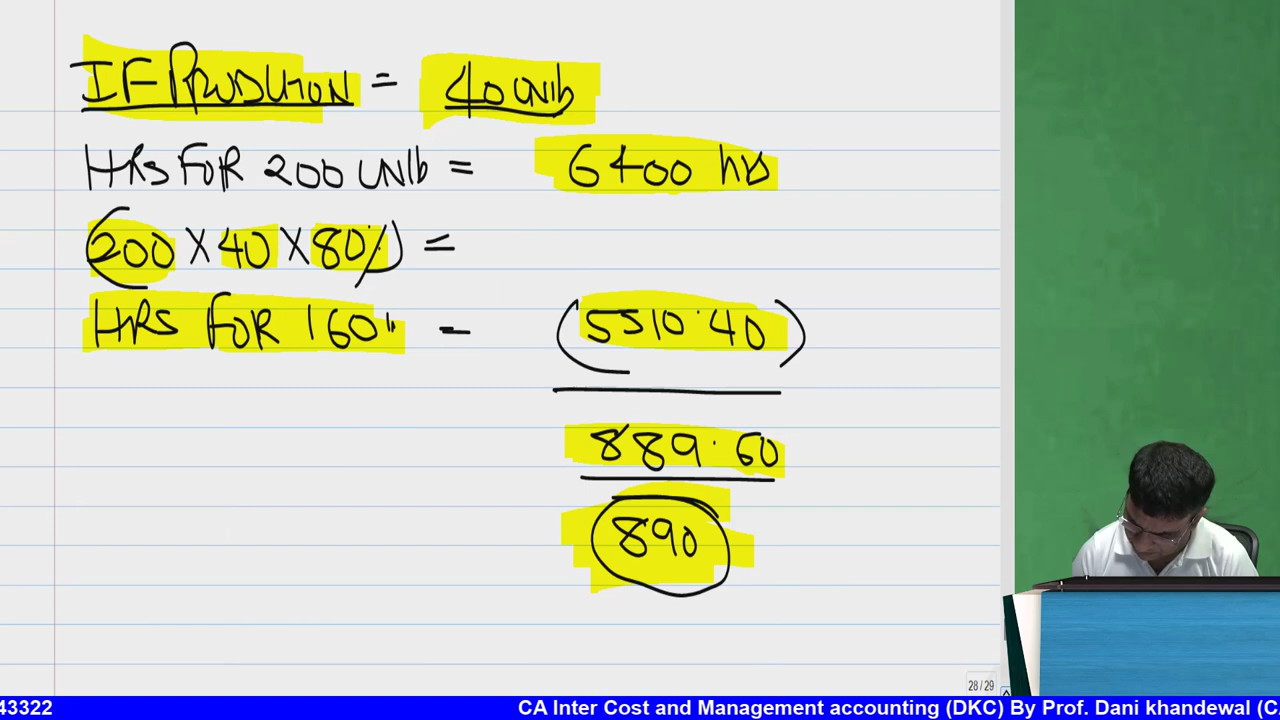 IF PRODUCTION = 40 units
HRS FOR 200 UNIts = 6400 hrs
(200 X 40 X 80%) =
HRS FOR 160 " - (5510.40)
889.60
890
28 / 29
43322 CA Inter Cost and Management accounting (DKC) By Prof. Dani khandewal (C